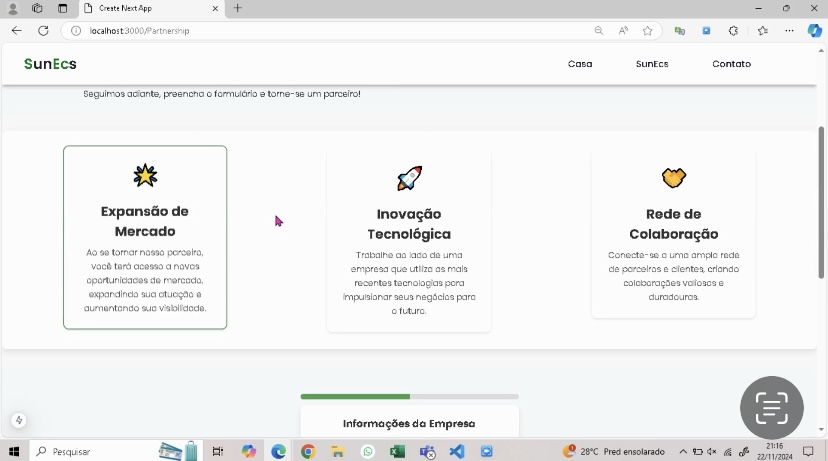 Create Next App
localhost:3000/Partnership
SunEcs
Casa
SunEcs
Contato
Seguimos adiante, preencha o formulário e torne-se um parceiro!
Expansão de
Mercado
Ao se tornar nosso parceiro,
você terá acesso a novas
oportunidades de mercado,
expandindo sua atuação e
aumentando sua visibilidade.
Inovação
Tecnológica
Trabalhe ao lado de uma
empresa que utiliza as mais
recentes tecnologias para
impulsionar seus negócios para
o futuro.
Rede de
Colaboração
Conecte-se a uma ampla rede
de parceiros e clientes, criando
colaborações valiosas e
duradouras.
Informações da Empresa
Pesquisar
28°C Pred ensolarado
21:16
22/11/2024